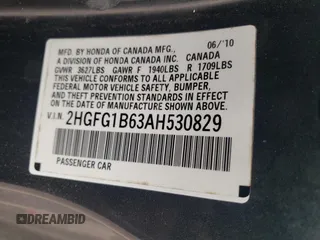 MFD. BY HONDA OF CANADA MFG., 06/'10
A DIVISION OF HONDA CANADA INC. CANADA
GVWR 3627LBS GAWR F 1940LBS R 1709LBS
THIS VEHICLE CONFORMS TO ALL APPLICABLE
FEDERAL MOTOR VEHICLE SAFETY, BUMPER,
AND THEFT PREVENTION STANDARDS IN EFFECT
ON THE DATE OF MANUFACTURE SHOWN ABOVE.
V.I.N. 2HGFG1B63AH530829
PASSENGER CAR
DREAMBID